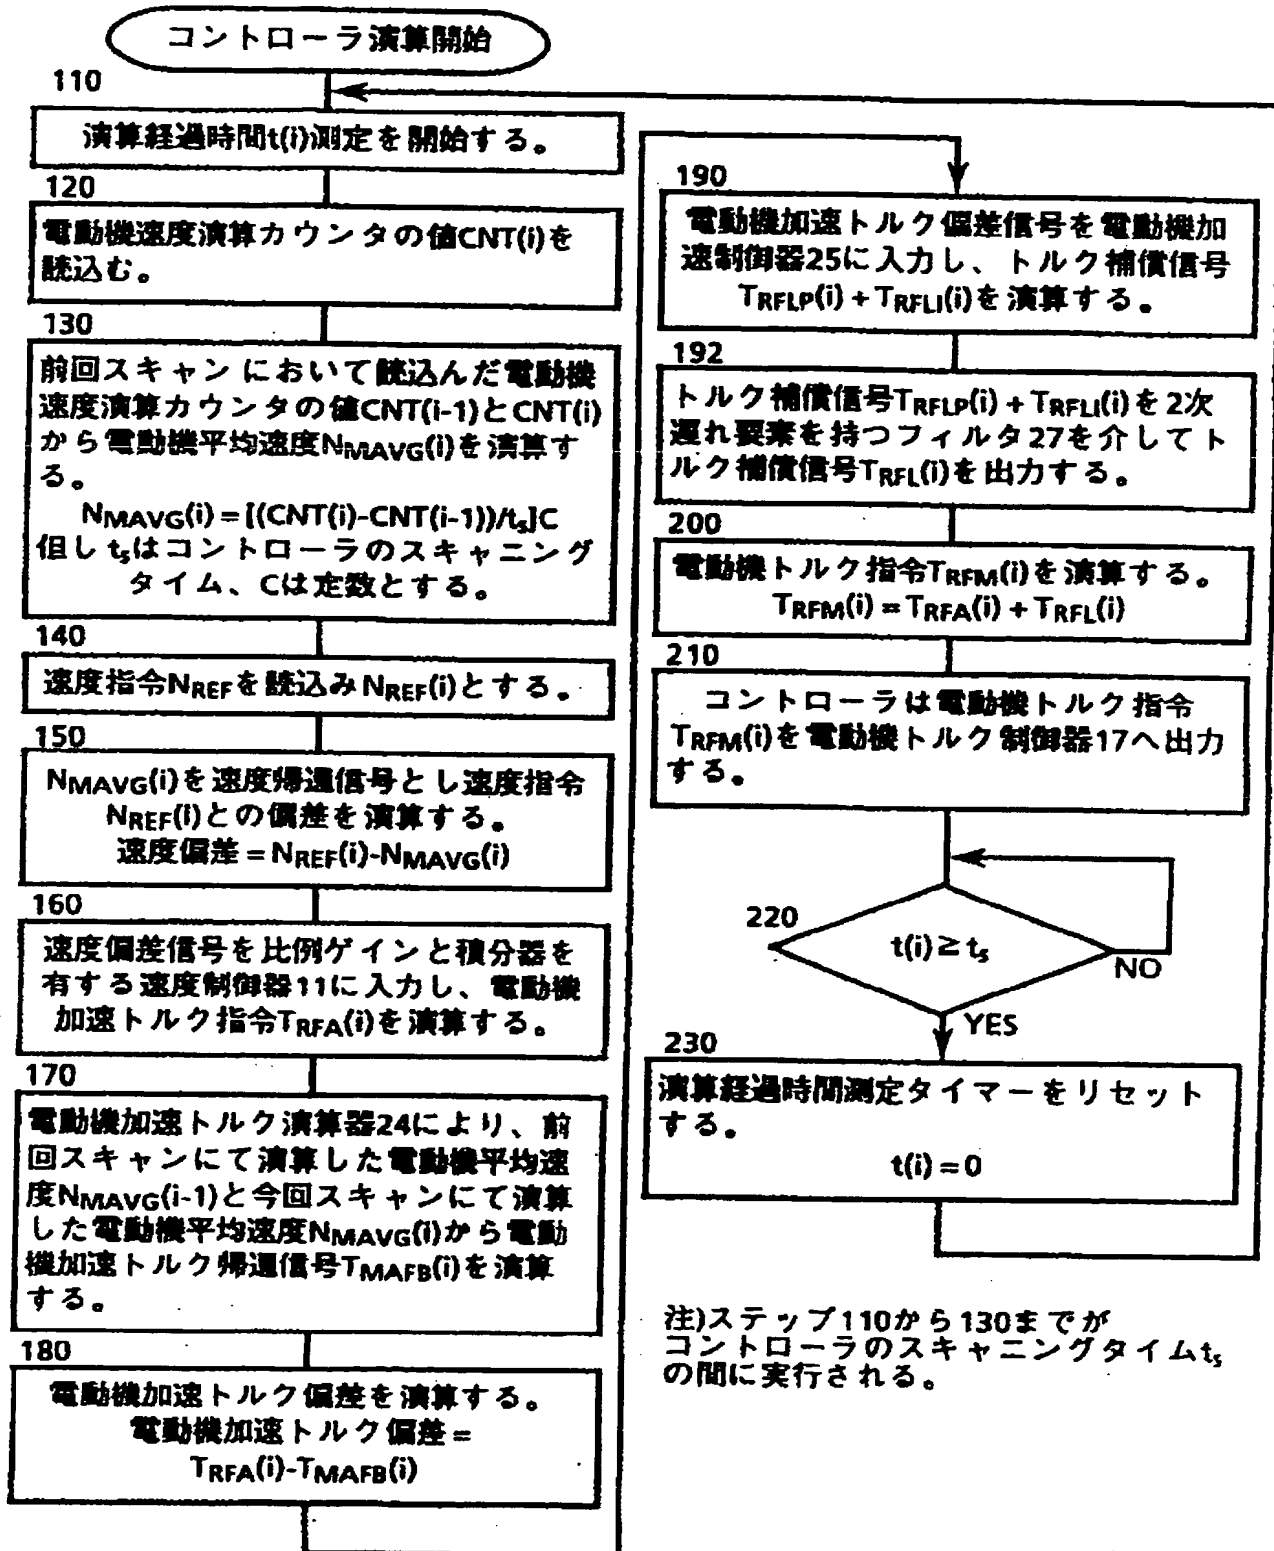 コントローラ演算開始
110
演算経過時間t(i)測定を開始する。
120
電動機速度演算カウンタの値CNT(i)を
読込む。
130
前回スキャンにおいて読込んだ電動機
速度演算カウンタの値CNT(i-1)とCNT(i)
から電動機平均速度NMAVG(i)を演算す
る。
NMAVG(i)=[(CNT(i)-CNT(i-1))/ts]C
但しtsはコントローラのスキャニング
タイム、Cは定数とする。
140
速度指令NREFを読込みNREF(i)とする。
150
NMAVG(i)を速度帰還信号とし速度指令
NREF(i)との偏差を演算する。
速度偏差=NREF(i)-NMAVG(i)
160
速度偏差信号を比例ゲインと積分器を
有する速度制御器11に入力し、電動機
加速トルク指令TRFA(i)を演算する。
170
電動機加速トルク演算器24により、前
回スキャンにて演算した電動機平均速
度NMAVG(i-1)と今回スキャンにて演算
した電動機平均速度NMAVG(i)から電動
機加速トルク帰還信号TMAFB(i)を演算
する。
180
電動機加速トルク偏差を演算する。
電動機加速トルク偏差=
TRFA(i)-TMAFB(i)
190
電動機加速トルク偏差信号を電動機加
速制御器25に入力し、トルク補償信号
TRFLP(i)+TRFLI(i)を演算する。
192
トルク補償信号TRFLP(i)+TRFLI(i)を2次
遅れ要素を持つフィルタ27を介してト
ルク補償信号TRFL(i)を出力する。
200
電動機トルク指令TRFM(i)を演算する。
TRFM(i)=TRFA(i)+TRFL(i)
210
コントローラは電動機トルク指令
TRFM(i)を電動機トルク制御器17へ出力
する。
220
t(i)≧ts
NO
YES
230
演算経過時間測定タイマーをリセット
する。
t(i)=0
注)ステップ110から130までが
コントローラのスキャニングタイムts
の間に実行される。